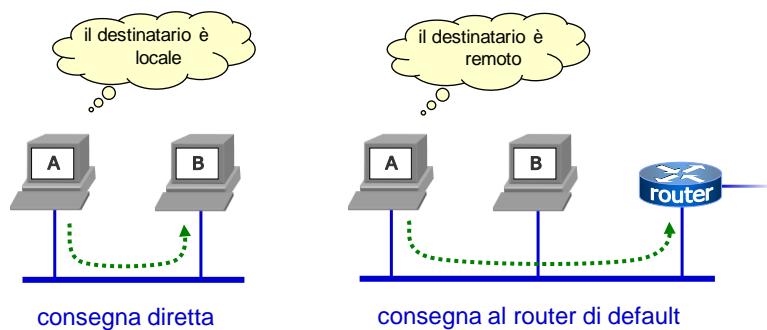 il destinatario è
locale
A
B
consegna diretta
il destinatario è
remoto
A
B
router
consegna al router di default